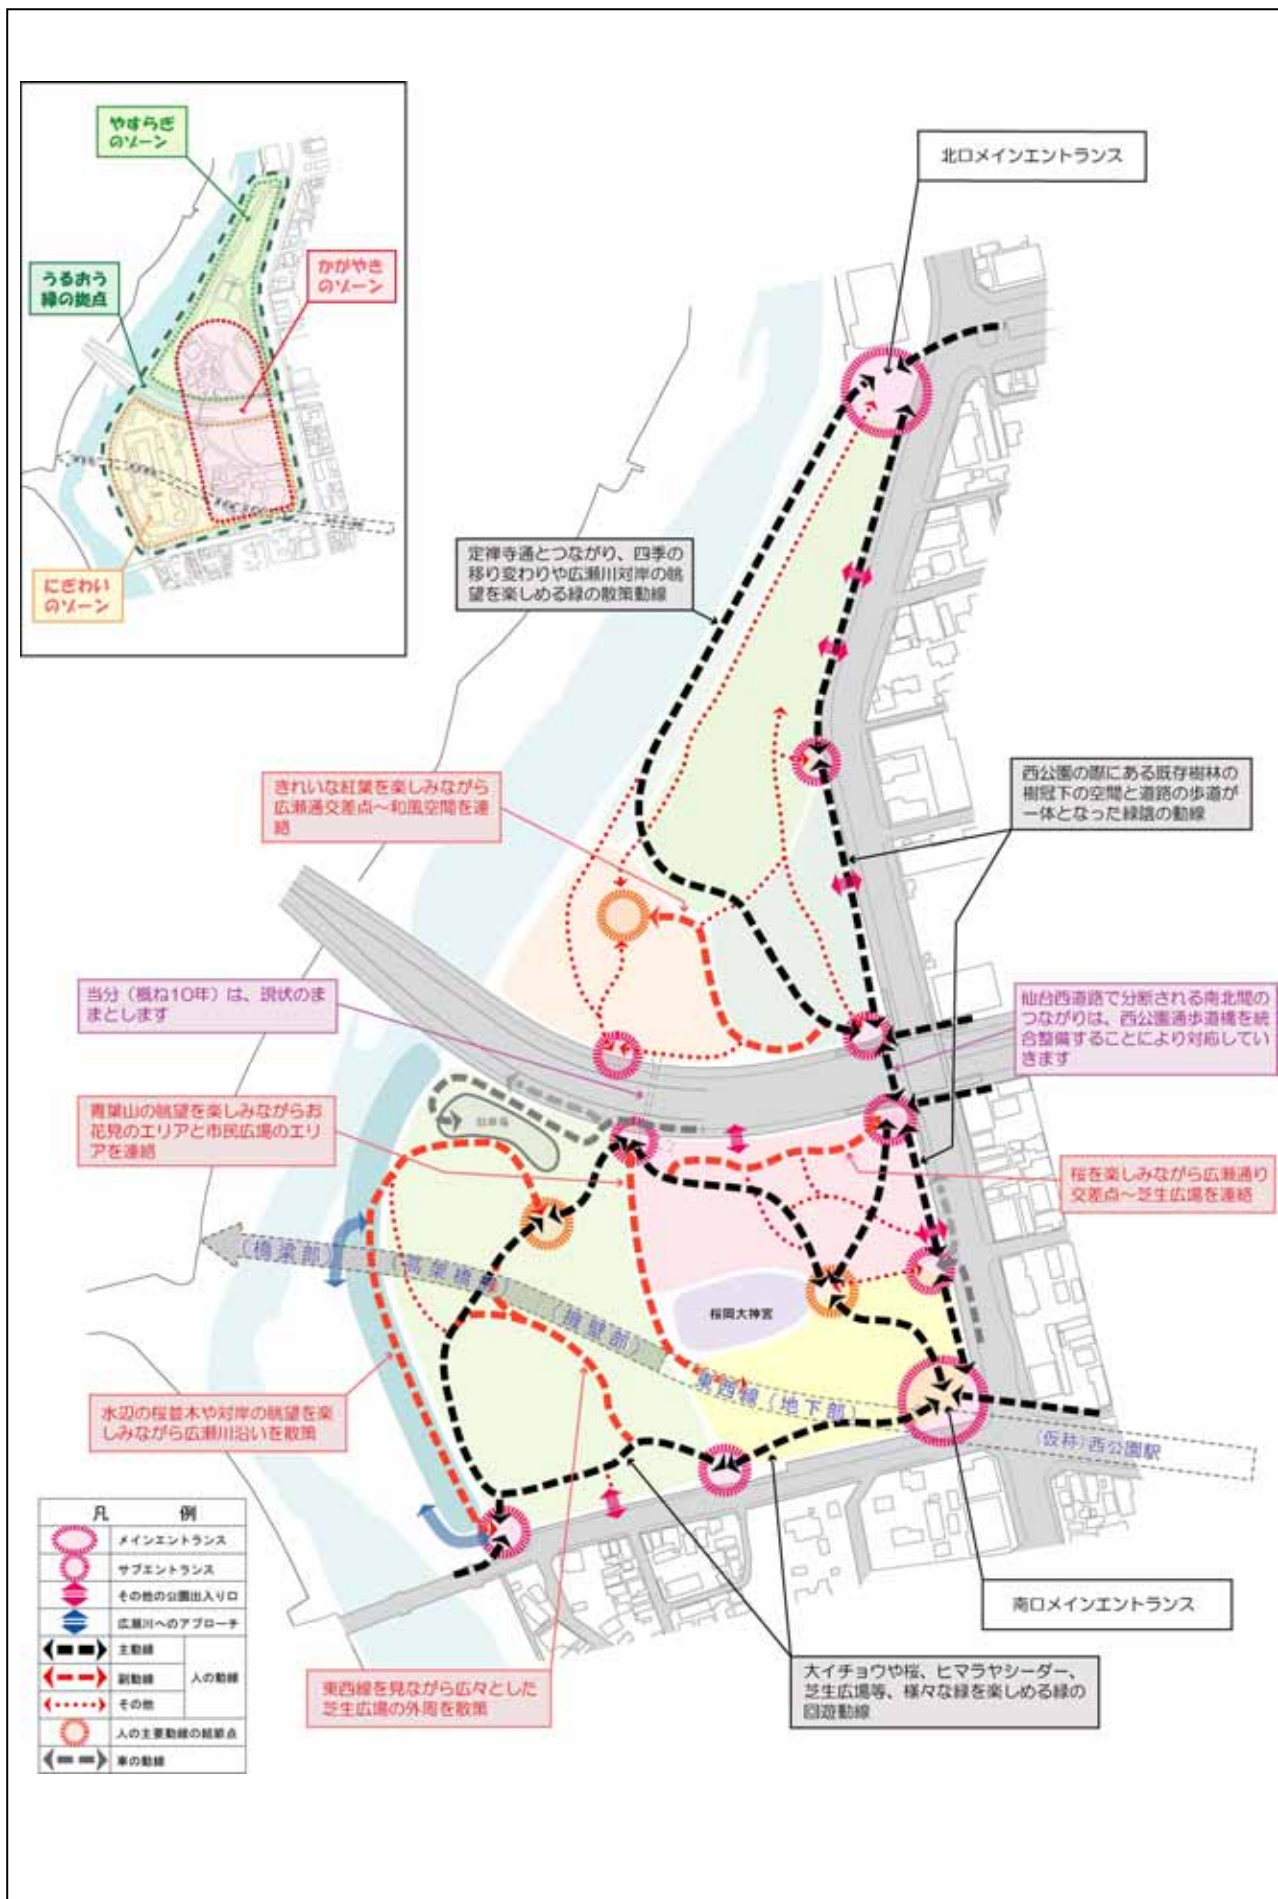 やすらぎ
のゾーン
うるおう
緑の拠点
かがやき
のゾーン
にぎわい
のゾーン
北口メインエントランス
定禅寺通とつながり、四季の
移り変わりや広瀬川対岸の眺
望を楽しめる緑の散策動線
西公園の際にある既存樹林の
樹冠下の空間と道路の歩道が
一体となった緑陰の動線
きれいな紅葉を楽しみながら
広瀬通交差点～和風空間を連
絡
当分（概ね10年）は、現状のま
まとします
仙台西道路で分断される南北間の
つながりは、西公園通歩道橋を統
合整備することにより対応してい
きます
青葉山の眺望を楽しみながらお
花見のエリアと市民広場のエリ
アを連絡
駐車場
桜を楽しみながら広瀬通り
交差点～芝生広場を連絡
（橋梁部）
（高架橋部）
（擁壁部）
東西線（地下部）
（仮称）西公園駅
桜岡大神宮
水辺の桜並木や対岸の眺望を楽
しみながら広瀬川沿いを散策
南口メインエントランス
大イチョウや桜、ヒマラヤシーダー、
芝生広場等、様々な緑を楽しめる緑の
回遊動線
東西線を見ながら広々とした
芝生広場の外周を散策
凡 例
メインエントランス
サブエントランス
その他の公園出入り口
広瀬川へのアプローチ
主動線
副動線
人の動線
その他
人の主要動線の結節点
車の動線